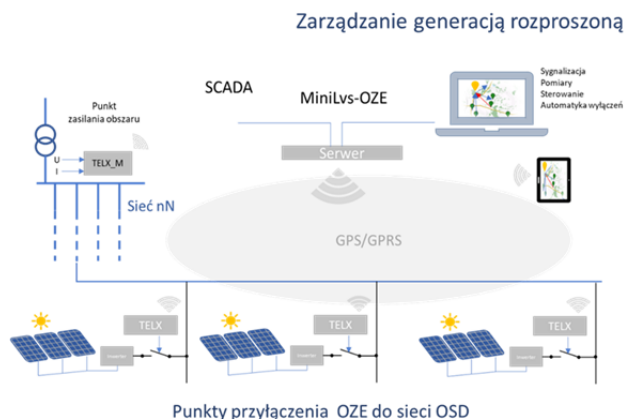 Zarządzanie generacją rozproszoną
SCADA
MiniLvs-OZE
Sygnalizacja
Pomiary
Sterowanie
Automatyka wyłączeń
Punkt
zasilania obszaru
U
I
TELX_M
Serwer
Sieć nN
GPS/GPRS
TELX
TELX
TELX
Punkty przyłączenia OZE do sieci OSD